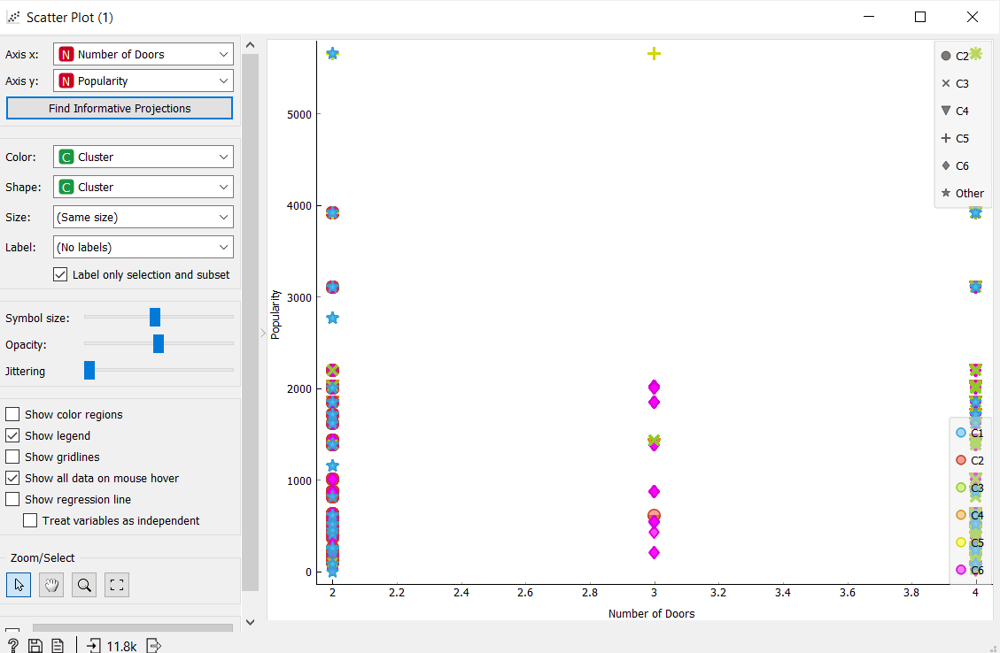 Scatter Plot (1)
Axis x: N Number of Doors
Axis y: N Popularity
Find Informative Projections
Color: C Cluster
Shape: C Cluster
Size: (Same size)
Label: (No labels)
Label only selection and subset
Symbol size:
Opacity:
Jittering
Show color regions
Show legend
Show gridlines
Show all data on mouse hover
Show regression line
Treat variables as independent
Zoom/Select
? 11.8k
Popularity
5000
4000
3000
2000
1000
0
2 2.2 2.4 2.6 2.8 3 3.2 3.4 3.6 3.8 4
Number of Doors
C2
C3
C4
C5
C6
Other
C1
C2
C3
C4
C5
C6